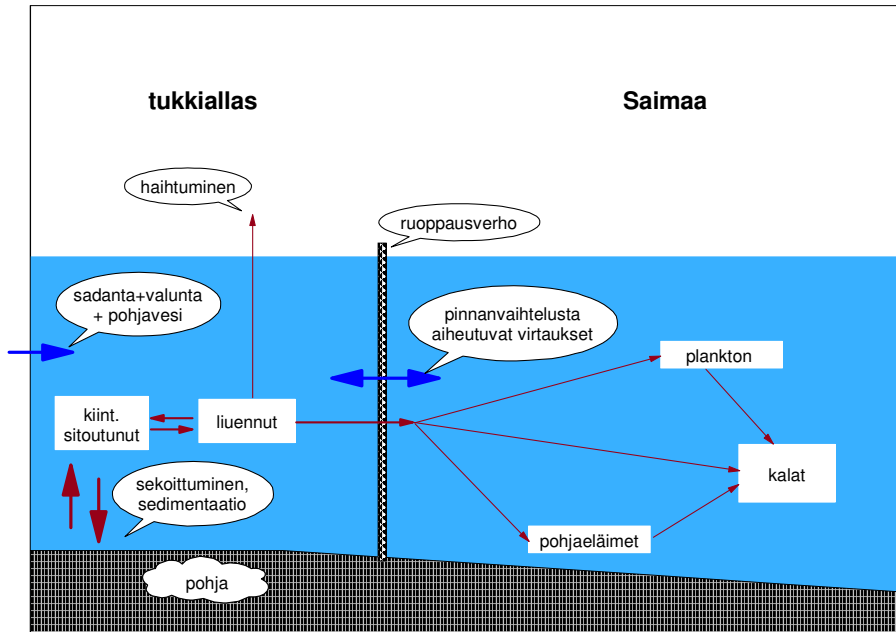 tukkiallas
Saimaa
haihtuminen
ruoppausverho
sadanta+valunta
+ pohjavesi
pinnanvaihtelusta
aiheutuvat virtaukset
plankton
kiint.
sitoutunut
liuennut
kalat
sekoittuminen,
sedimentaatio
pohjaeläimet
pohja